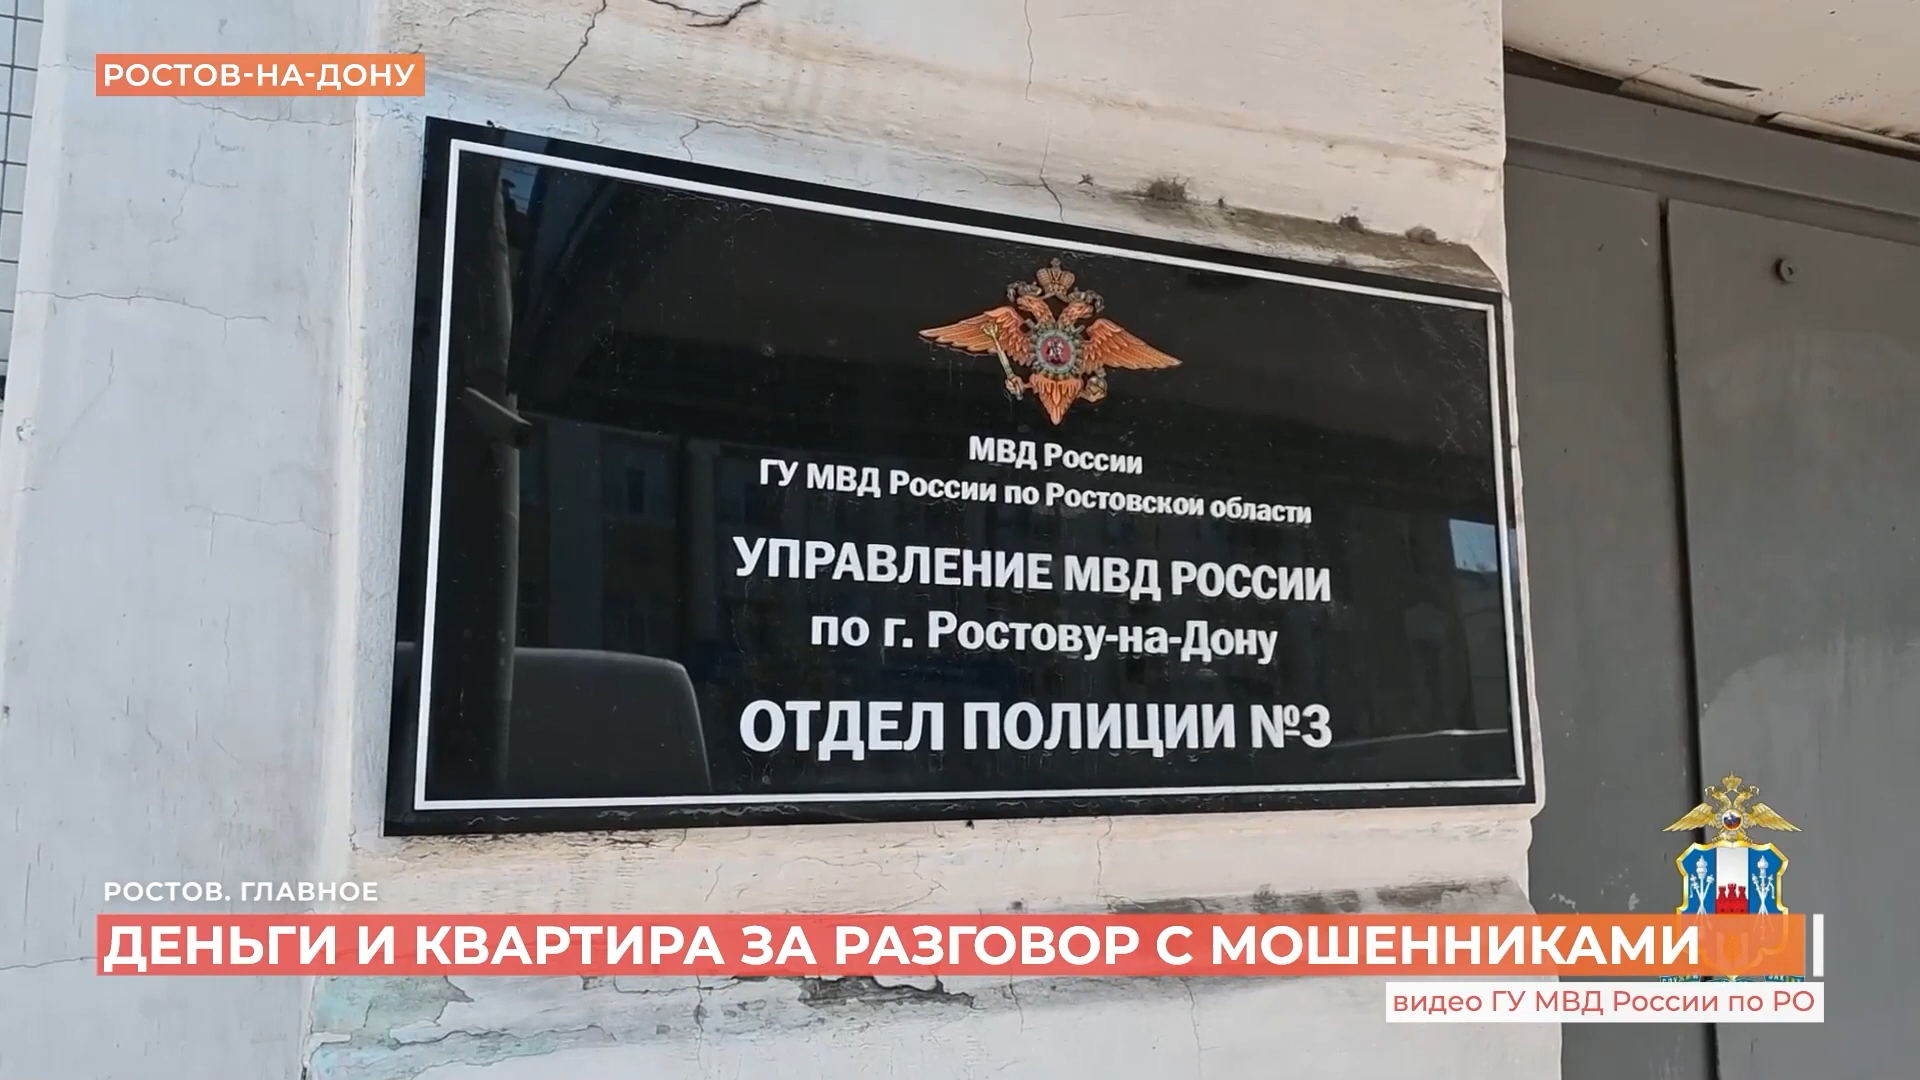 РОСТОВ-НА-ДОНУ
МВД России
ГУ МВД России по Ростовской области
УПРАВЛЕНИЕ МВД РОССИИ
по г. Ростову-на-Дону
ОТДЕЛ ПОЛИЦИИ №3
РОСТОВ. ГЛАВНОЕ
ДЕНЬГИ И КВАРТИРА ЗА РАЗГОВОР С МОШЕННИКАМИ
видео ГУ МВД России по РО